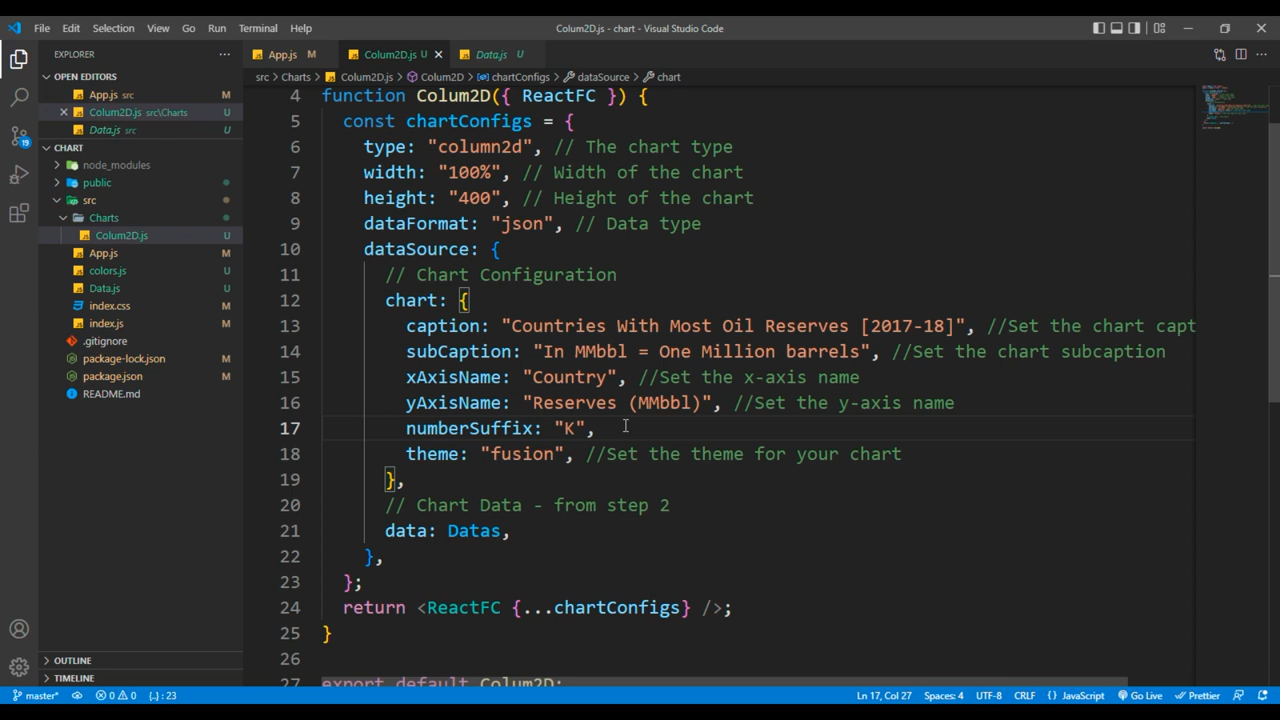 File Edit Selection View Go Run Terminal Help
Colum2D.js - chart - Visual Studio Code
EXPLORER
App.js M
Colum2D.js U
Data.js U
src > Charts > Colum2D.js > Colum2D > chartConfigs > dataSource > chart
OPEN EDITORS
App.js src M
Colum2D.js src\Charts U
Data.js src U
CHART
node_modules
public
src
Charts
Colum2D.js U
App.js M
colors.js U
Data.js U
index.css M
index.js M
.gitignore
package-lock.json M
package.json M
README.md
OUTLINE
TIMELINE
19
4 function Colum2D({ ReactFC }) {
5 const chartConfigs = {
6 type: "column2d", // The chart type
7 width: "100%", // Width of the chart
8 height: "400", // Height of the chart
9 dataFormat: "json", // Data type
10 dataSource: {
11 // Chart Configuration
12 chart: {
13 caption: "Countries With Most Oil Reserves [2017-18]", //Set the chart capt
14 subCaption: "In MMbbl = One Million barrels", //Set the chart subcaption
15 xAxisName: "Country", //Set the x-axis name
16 yAxisName: "Reserves (MMbbl)", //Set the y-axis name
17 numberSuffix: "K",
18 theme: "fusion", //Set the theme for your chart
19 },
20 // Chart Data - from step 2
21 data: Datas,
22 },
23 };
24 return <ReactFC {...chartConfigs} />;
25 }
26
27 export default Colum2D;
master* 0 0 {..} : 23
Ln 17, Col 27 Spaces: 4 UTF-8 CRLF {} JavaScript Go Live Prettier